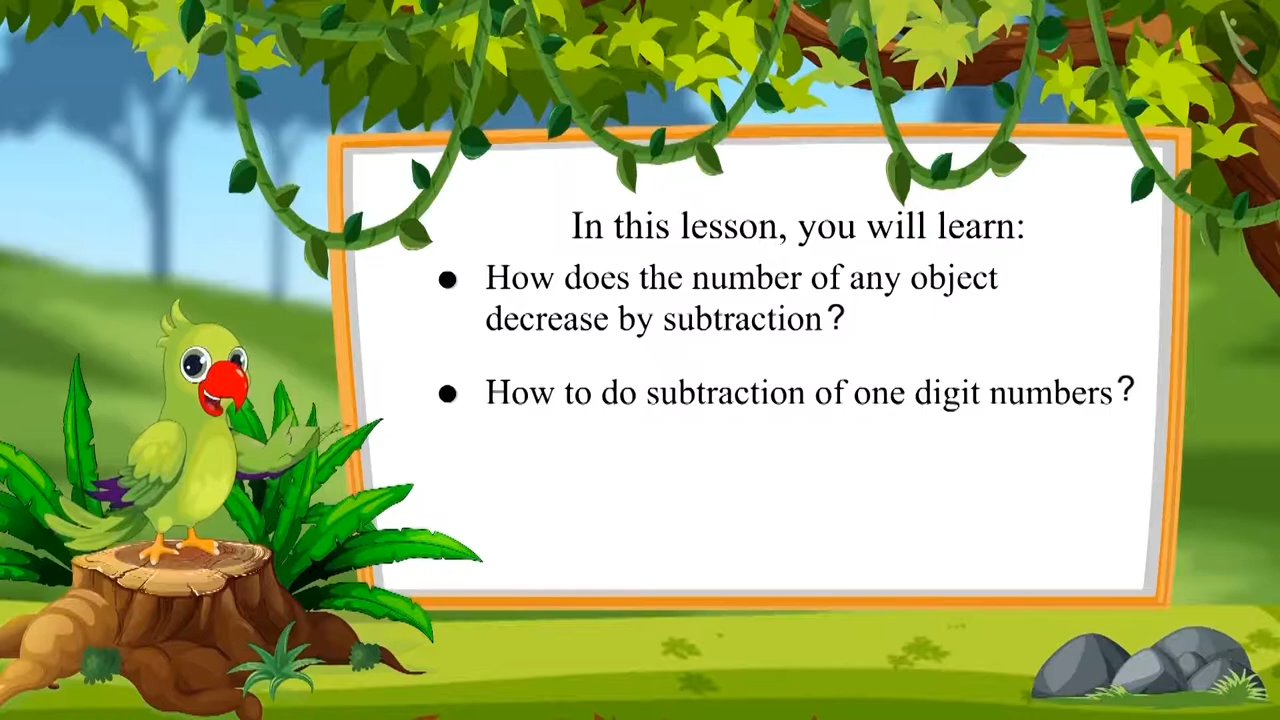 In this lesson, you will learn:
● How does the number of any object
decrease by subtraction?
● How to do subtraction of one digit numbers?